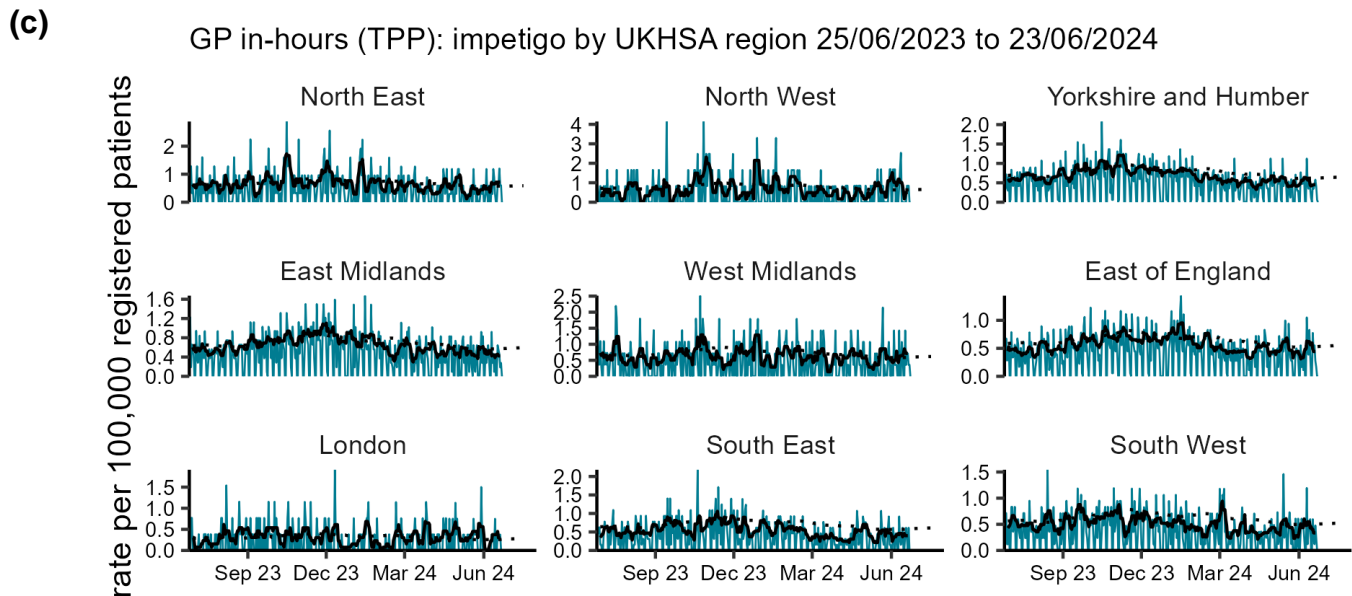 (c)
GP in-hours (TPP): impetigo by UKHSA region 25/06/2023 to 23/06/2024
rate per 100,000 registered patients
North East
2
1
0
North West
4
3
2
1
0
Yorkshire and Humber
2.0
1.5
1.0
0.5
0.0
East Midlands
1.6
1.2
0.8
0.4
0.0
West Midlands
2.5
2.0
1.5
1.0
0.5
0.0
East of England
1.0
0.5
0.0
London
1.5
1.0
0.5
0.0
Sep 23 Dec 23 Mar 24 Jun 24
South East
2.0
1.5
1.0
0.5
0.0
Sep 23 Dec 23 Mar 24 Jun 24
South West
1.5
1.0
0.5
0.0
Sep 23 Dec 23 Mar 24 Jun 24